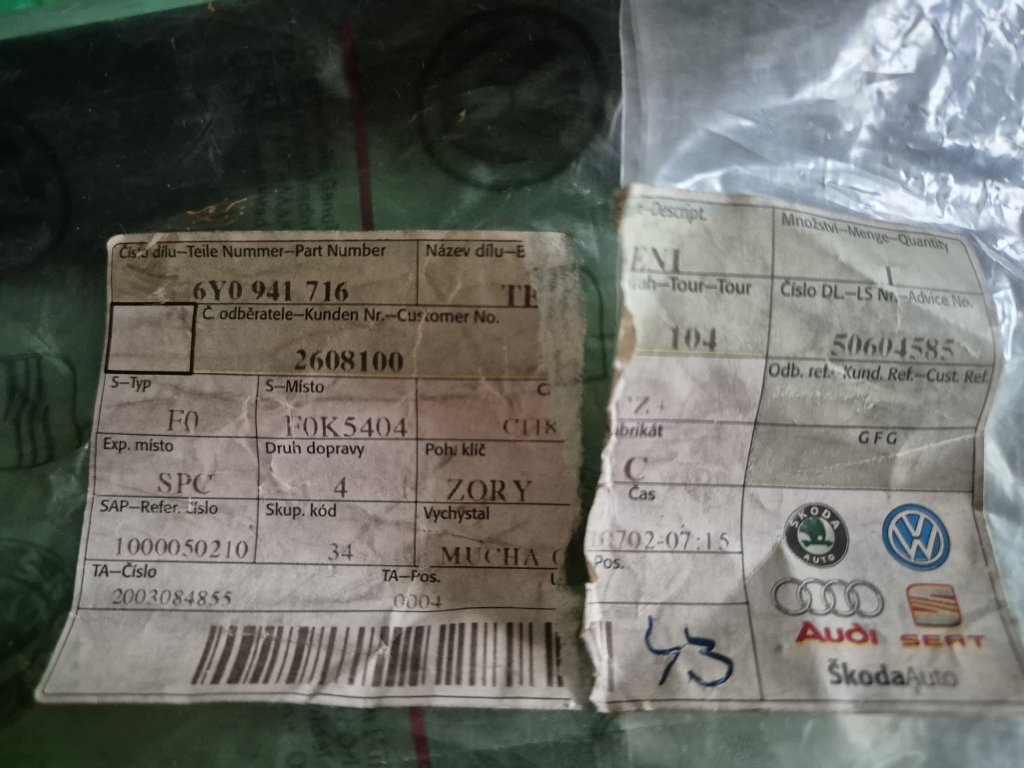 Číslo dílu–Teile Nummer–Part Number
6Y0 941 716
Název dílu–E
TE
Č. odběratele–Kunden Nr.–Customer No.
2608100
S–Typ
F0
S–Místo
F0K5404
C
CH8
Exp. místo
SPC
Druh dopravy
4
Poh. klíč
ZORY
SAP–Refer. číslo
1000050210
Skup. kód
34
Vychystal
MUCHA
TA–Číslo
2003084855
TA–Pos.
0004
Descript.
ENI
Množství–Menge–Quantity
1
Tour–Tour
104
Číslo DL.–LS Nr.–Advice No.
50604585
Odb. ref.- Kund. Ref.–Cust. Ref.
brikát
C
GFG
Čas
702-07:15
Pos.
43
ŠKODA
AUTO
Audi
SEAT
ŠkodaAuto